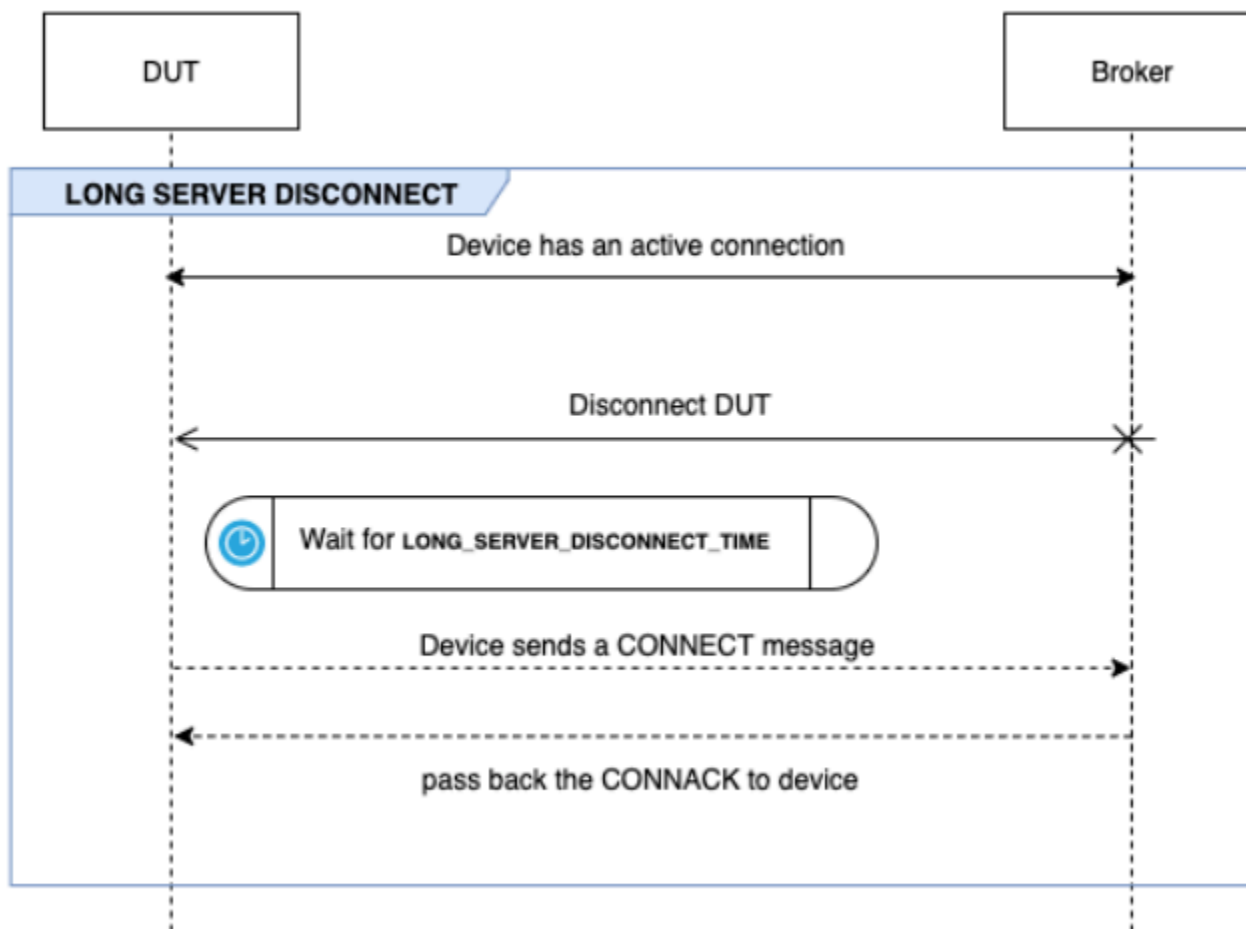 DUT
Broker
LONG SERVER DISCONNECT
Device has an active connection
Disconnect DUT
Wait for LONG_SERVER_DISCONNECT_TIME
Device sends a CONNECT message
pass back the CONNACK to device